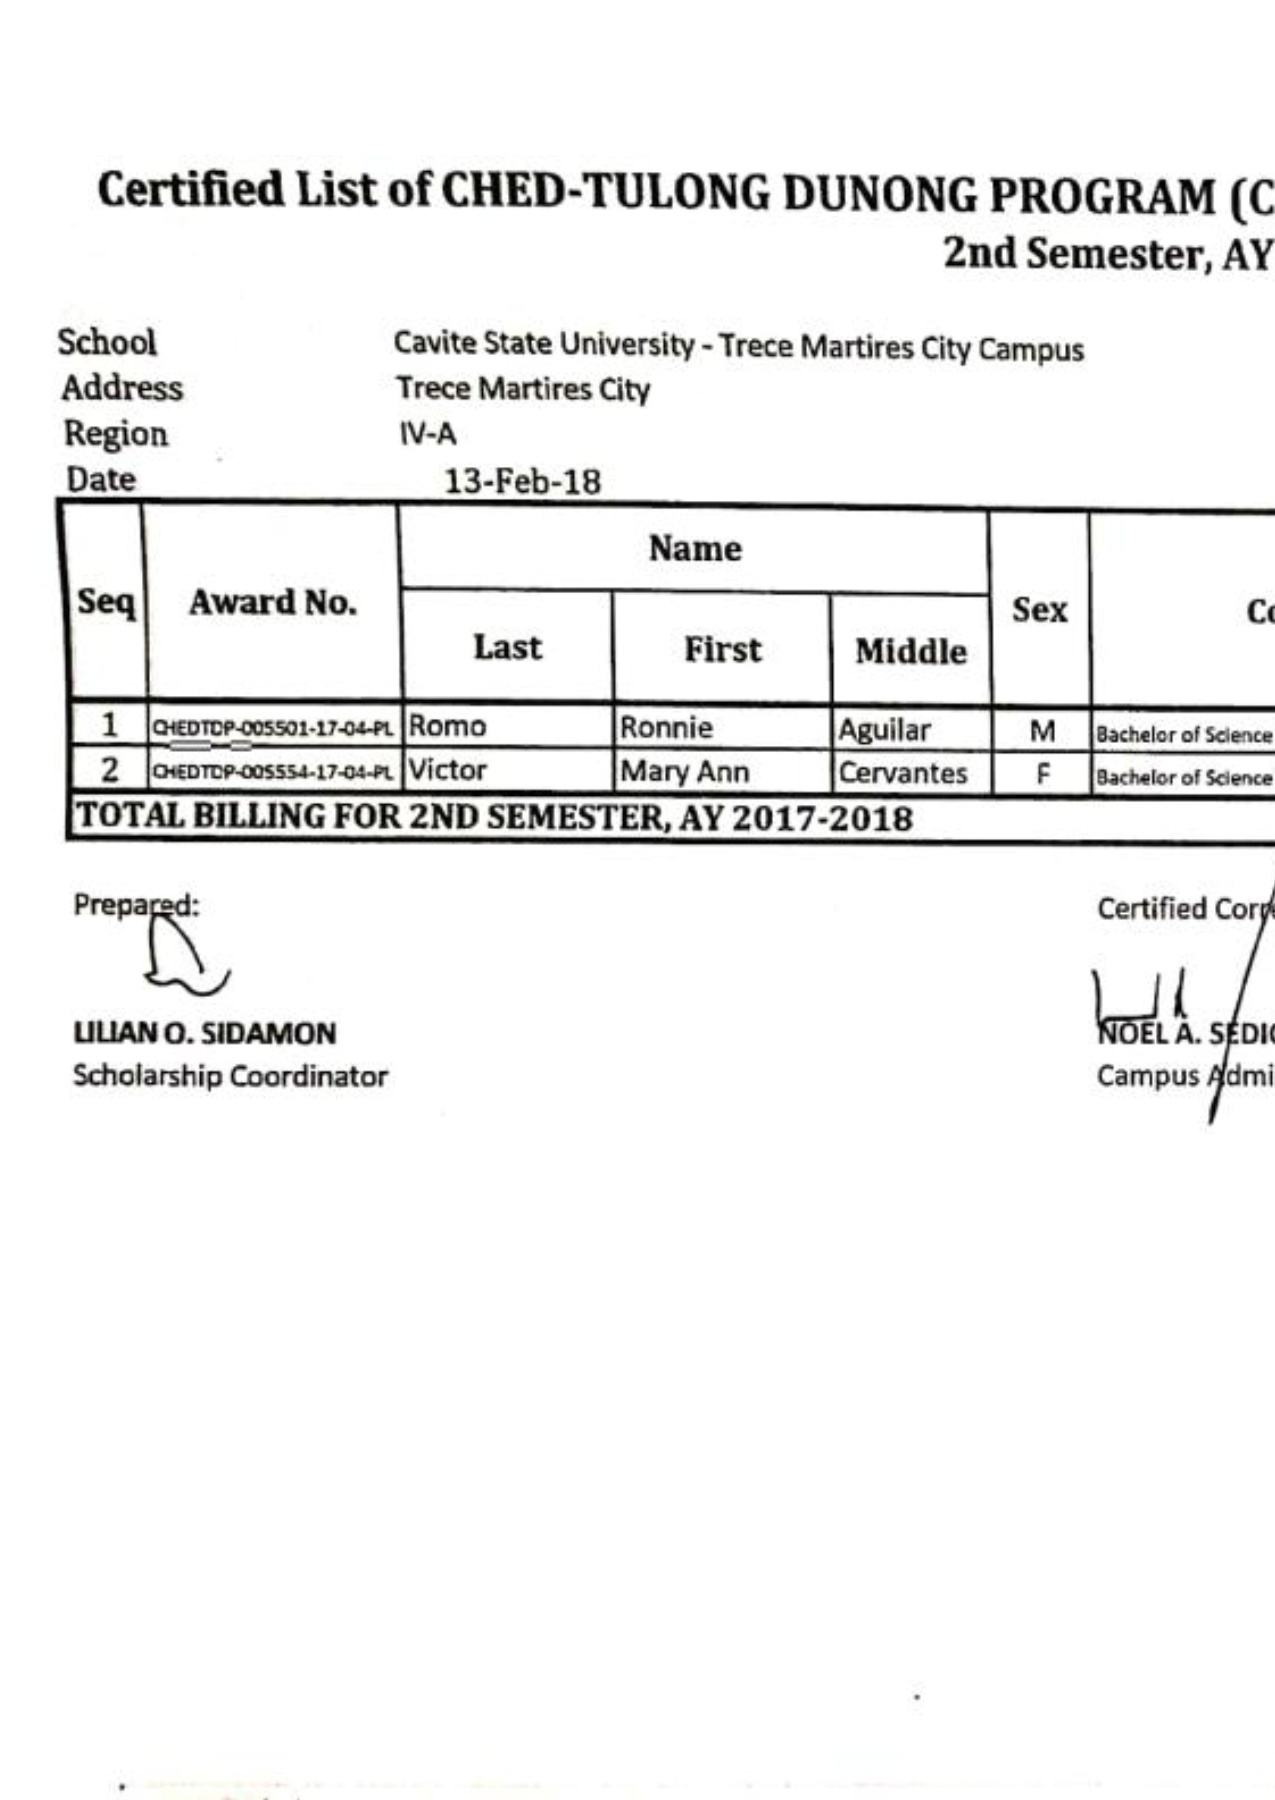 Certified List of CHED-TULONG DUNONG PROGRAM (C
2nd Semester, AY
School Cavite State University - Trece Martires City Campus
Address Trece Martires City
Region IV-A
Date 13-Feb-18
Seq Award No. Name Sex Co
Last First Middle
1 CHEDTDP-005501-17-04-PL Romo Ronnie Aguilar M Bachelor of Science
2 CHEDTDP-005554-17-04-PL Victor Mary Ann Cervantes F Bachelor of Science
TOTAL BILLING FOR 2ND SEMESTER, AY 2017-2018
Prepared: Certified Corre
LILIAN O. SIDAMON NOEL A. SEDIG
Scholarship Coordinator Campus Admi